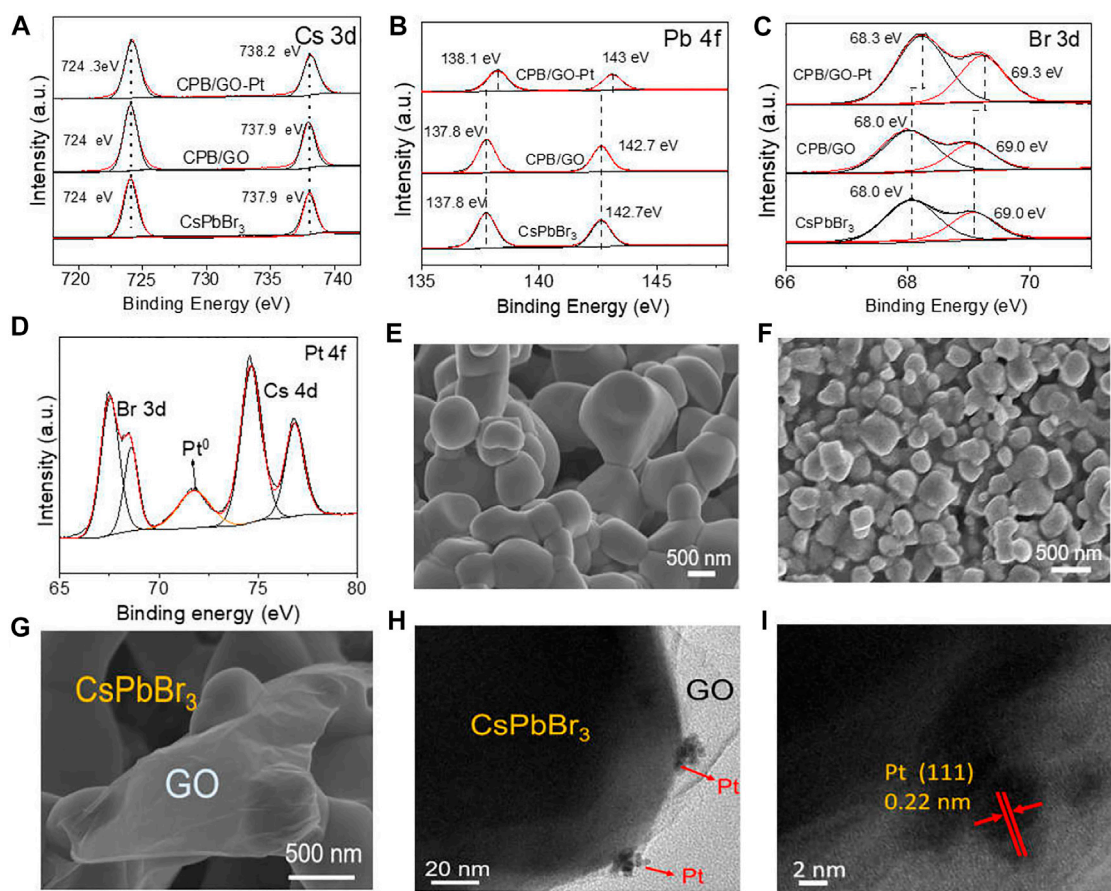 A
Cs 3d
738.2 eV
724 .3eV
CPB/GO-Pt
737.9 eV
724 eV
CPB/GO
737.9 eV
724 eV
CsPbBr3
Intensity (a.u.)
720 725 730 735 740
Binding Energy (eV)
B
Pb 4f
138.1 eV
143 eV
CPB/GO-Pt
137.8 eV
142.7 eV
CPB/GO
137.8 eV
142.7eV
CsPbBr3
Intensity (a.u.)
135 140 145
Binding Energy (eV)
C
Br 3d
68.3 eV
69.3 eV
CPB/GO-Pt
68.0 eV
CPB/GO
69.0 eV
68.0 eV
CsPbBr3
69.0 eV
Intensity (a.u.)
66 68 70
Binding Energy (eV)
D
Pt 4f
Br 3d
Cs 4d
Pt0
Intensity (a.u.)
65 70 75 80
Binding energy (eV)
E
500 nm
F
500 nm
G
CsPbBr3
GO
500 nm
H
GO
CsPbBr3
Pt
Pt
20 nm
I
Pt (111)
0.22 nm
2 nm